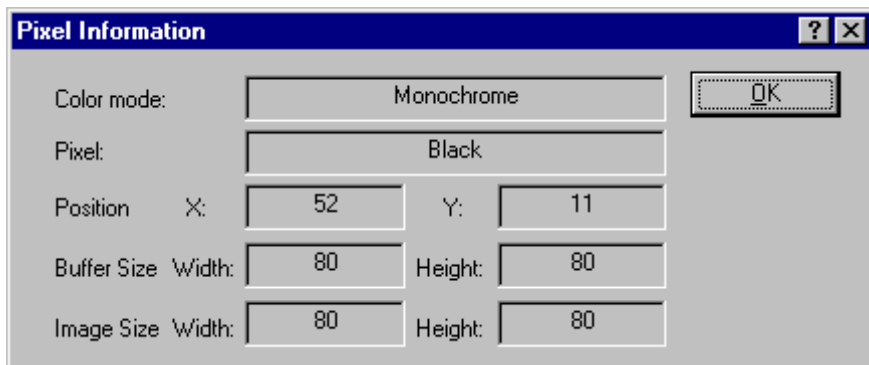 Pixel Information
Color mode: Monochrome OK
Pixel: Black
Position X: 52 Y: 11
Buffer Size Width: 80 Height: 80
Image Size Width: 80 Height: 80